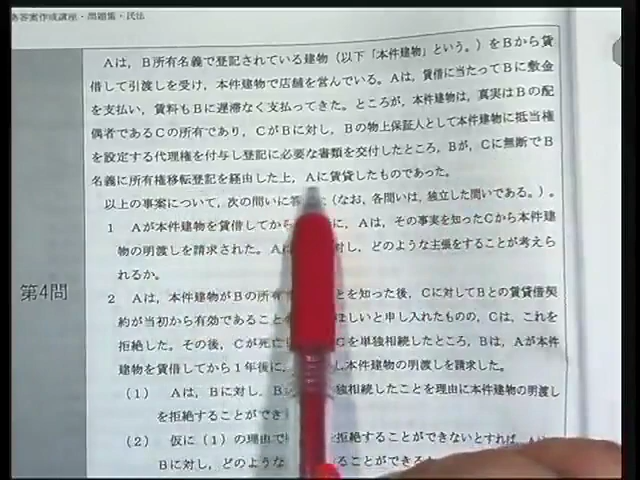 答案作成講座・問題集・民法
Aは，B所有名義で登記されている建物（以下「本件建物」という。）をBから賃
借して引渡しを受け，本件建物で店舗を営んでいる。Aは，賃借に当たってBに敷金
を支払い，賃料もBに遅滞なく支払ってきた。ところが，本件建物は，真実はBの配
偶者であるCの所有であり，CがBに対し，Bの物上保証人として本件建物に抵当権
を設定する代理権を付与し登記に必要な書類を交付したところ，Bが，Cに無断でB
名義に所有権移転登記を経由した上，Aに賃貸したものであった。
以上の事案について，次の問いに答 （なお，各問いは，独立した問いである。）。
第4問
1 Aが本件建物を賃借してから に，Aは，その事実を知ったCから本件建
物の明渡しを請求された。Aは 対し，どのような主張をすることが考えら
れるか。
2 Aは，本件建物がBの所有 とを知った後，Cに対してBとの賃貸借契
約が当初から有効であること ほしいと申し入れたものの，Cは，これを
拒絶した。その後，Cが死亡 Cを単独相続したところ，Bは，Aが本件
建物を賃借してから1年後に， し本件建物の明渡しを請求した。
(1) Aは，Bに対し，B 独相続したことを理由に本件建物の明渡し
を拒絶することができ
(2) 仮に(1)の理由で 拒絶することができないとすれば，
Bに対し，どのような ることができる